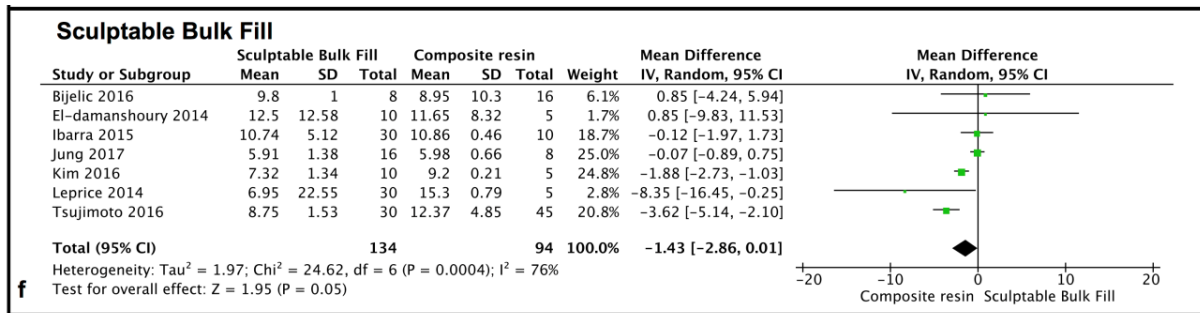 Sculptable Bulk Fill
Sculptable Bulk Fill Composite resin Mean Difference Mean Difference
Study or Subgroup Mean SD Total Mean SD Total Weight IV, Random, 95% CI IV, Random, 95% CI
Bijelic 2016 9.8 1 8 8.95 10.3 16 6.1% 0.85 [-4.24, 5.94]
El-damanshoury 2014 12.5 12.58 10 11.65 8.32 5 1.7% 0.85 [-9.83, 11.53]
Ibarra 2015 10.74 5.12 30 10.86 0.46 10 18.7% -0.12 [-1.97, 1.73]
Jung 2017 5.91 1.38 16 5.98 0.66 8 25.0% -0.07 [-0.89, 0.75]
Kim 2016 7.32 1.34 10 9.2 0.21 5 24.8% -1.88 [-2.73, -1.03]
Leprice 2014 6.95 22.55 30 15.3 0.79 5 2.8% -8.35 [-16.45, -0.25]
Tsujimoto 2016 8.75 1.53 30 12.37 4.85 45 20.8% -3.62 [-5.14, -2.10]
Total (95% CI) 134 94 100.0% -1.43 [-2.86, 0.01]
Heterogeneity: Tau² = 1.97; Chi² = 24.62, df = 6 (P = 0.0004); I² = 76%
Test for overall effect: Z = 1.95 (P = 0.05)
f
-20 -10 0 10 20
Composite resin Sculptable Bulk Fill